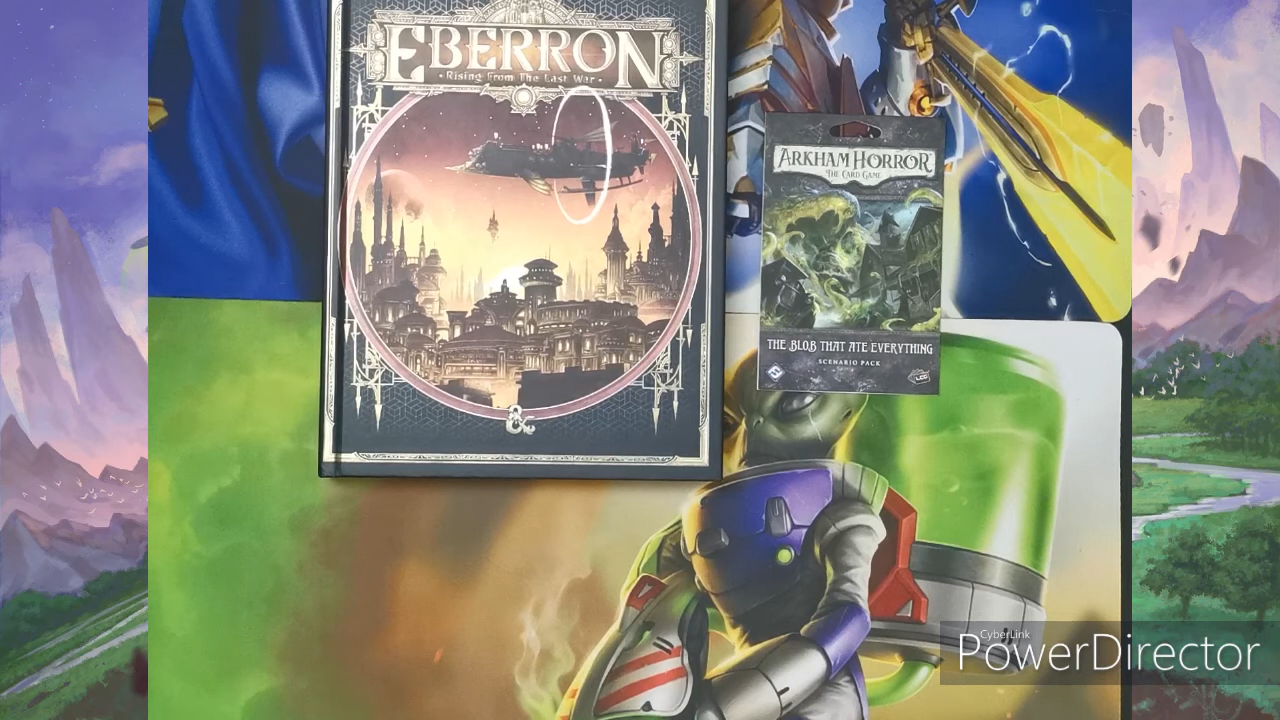 EBERRON
Rising From The Last War
&
ARKHAM HORROR
THE CARD GAME
THE BLOB THAT ATE EVERYTHING
SCENARIO PACK
LCG
CyberLink
PowerDirector